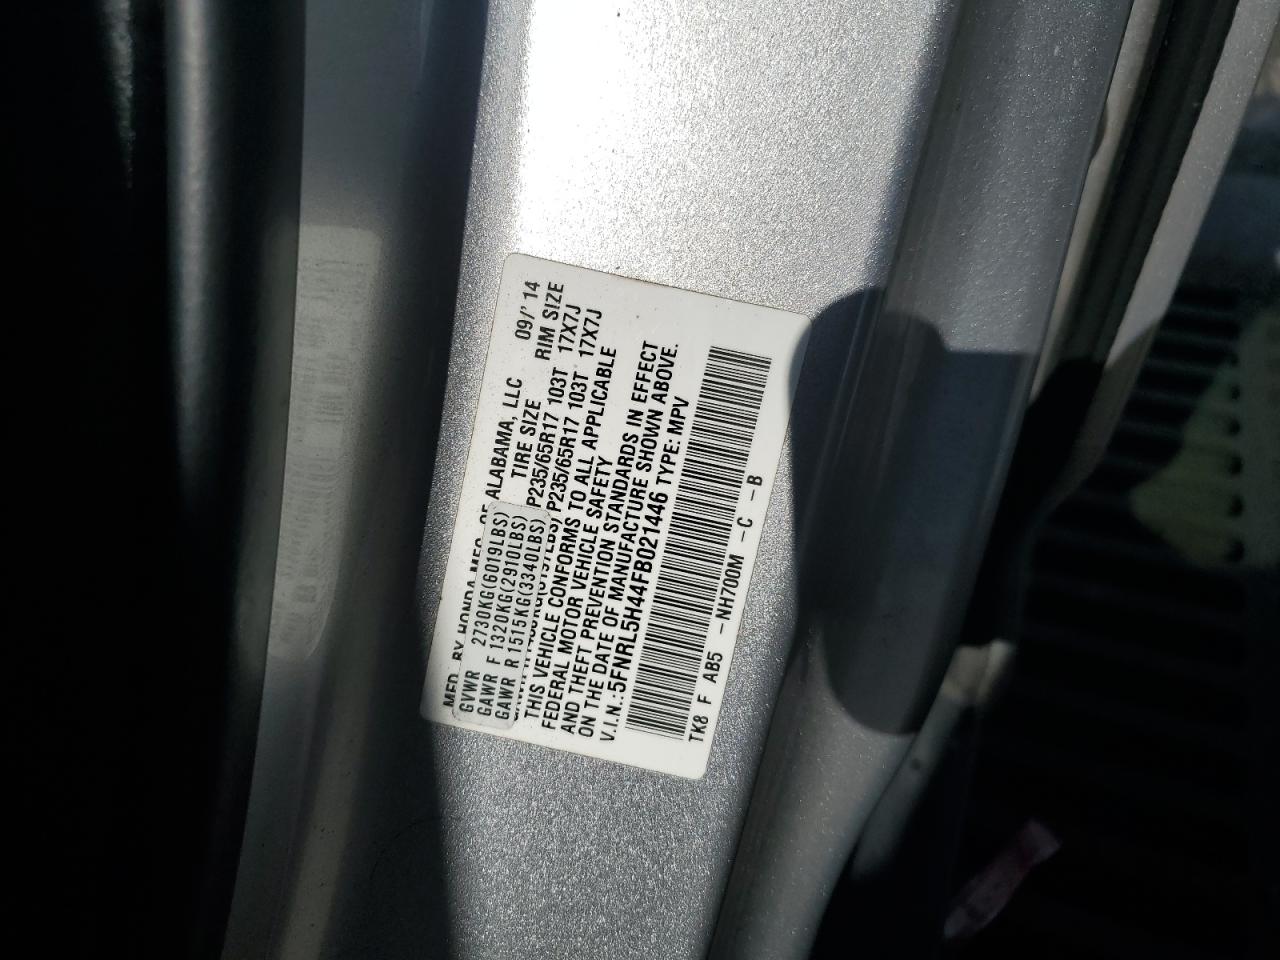 MFD. BY HONDA MFG. OF ALABAMA, LLC 09/' 14
GVWR 2730KG(6019LBS) TIRE SIZE RIM SIZE
GAWR F 1320KG(2910LBS) P235/65R17 103T 17X7J
GAWR R 1515KG(3340LBS) P235/65R17 103T 17X7J
THIS VEHICLE CONFORMS TO ALL APPLICABLE
FEDERAL MOTOR VEHICLE SAFETY
AND THEFT PREVENTION STANDARDS IN EFFECT
ON THE DATE OF MANUFACTURE SHOWN ABOVE.
V.I.N.:5FNRL5H44FB021446 TYPE: MPV
TK8 F AB5 -NH700M -C -B